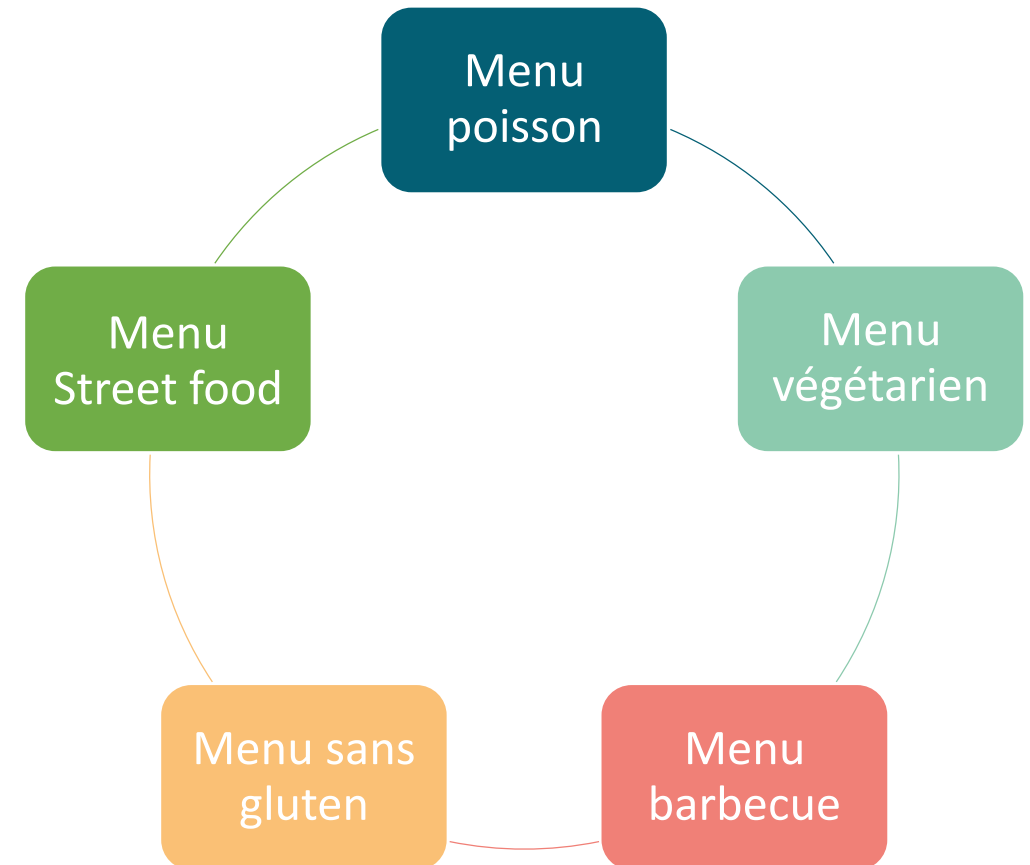 Menu
poisson
Menu
végétarien
Menu
barbecue
Menu sans
gluten
Menu
Street food